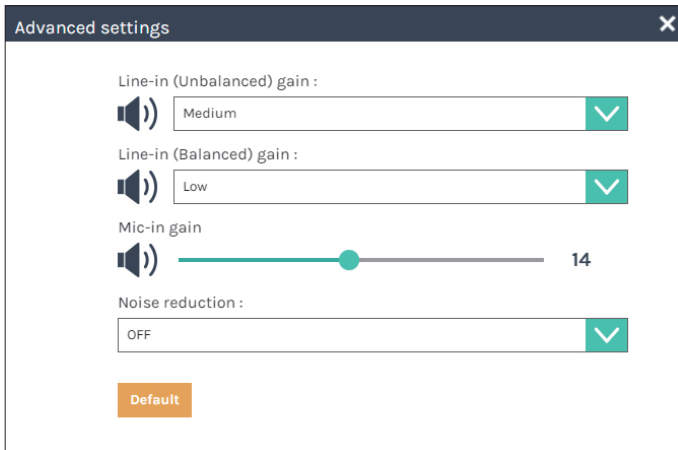 Advanced settings
Line-in (Unbalanced) gain :
Medium
Line-in (Balanced) gain :
Low
Mic-in gain
14
Noise reduction :
OFF
Default